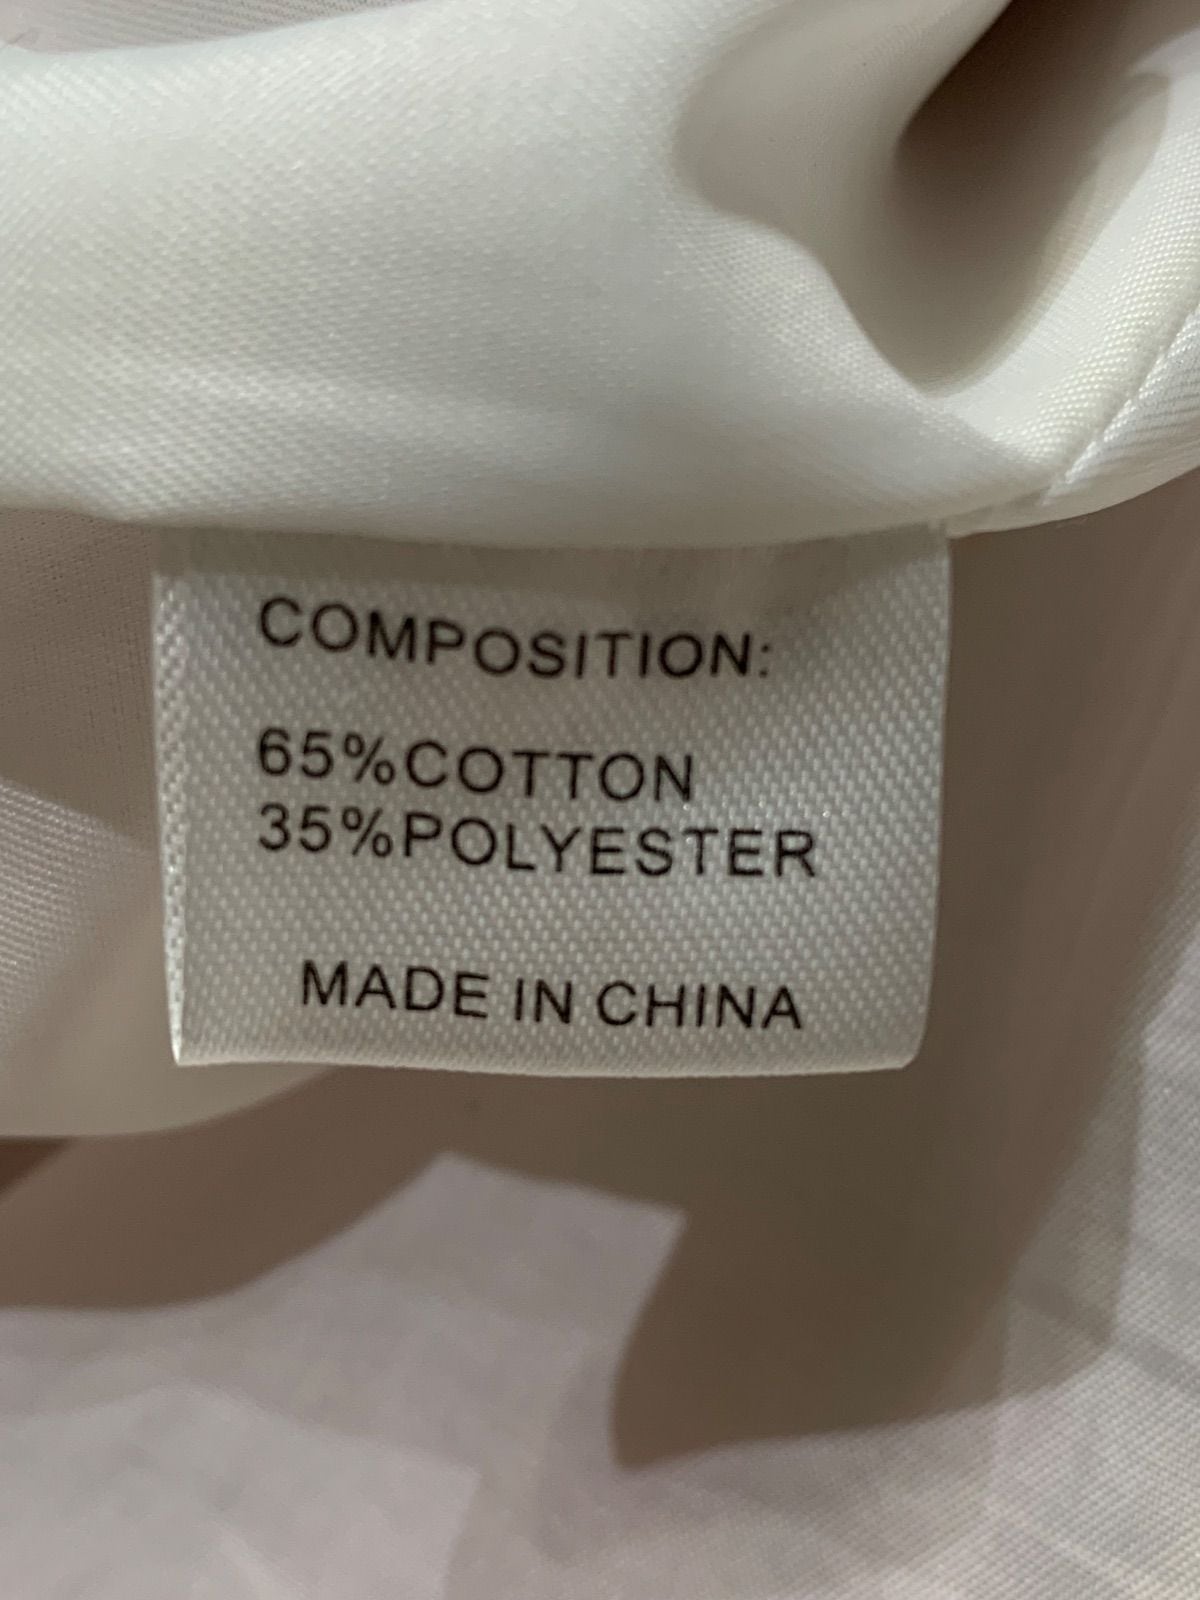 COMPOSITION:
65%COTTON
35%POLYESTER
MADE IN CHINA